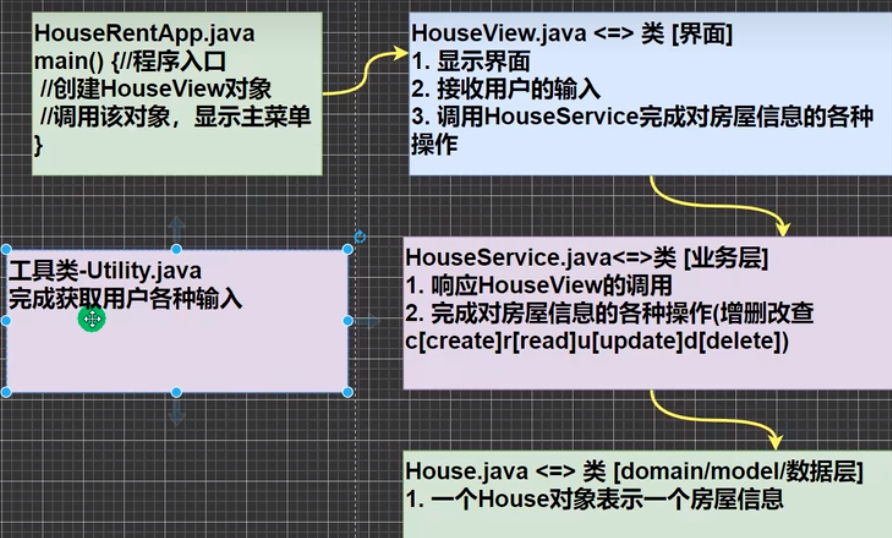 HouseRentApp.java
main() {//程序入口
//创建HouseView对象
//调用该对象，显示主菜单
}
HouseView.java <=> 类 [界面]
1. 显示界面
2. 接收用户的输入
3. 调用HouseService完成对房屋信息的各种
操作
工具类-Utility.java
完成获取用户各种输入
HouseService.java<=>类 [业务层]
1. 响应HouseView的调用
2. 完成对房屋信息的各种操作(增删改查
c[create]r[read]u[update]d[delete])
House.java <=> 类 [domain/model/数据层]
1. 一个House对象表示一个房屋信息